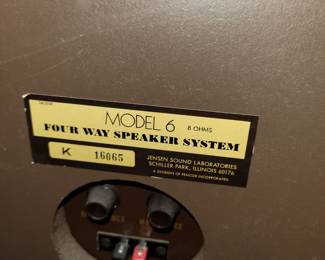 MODEL 6 8 OHMS
FOUR WAY SPEAKER SYSTEM
K 16065
JENSEN SOUND LABORATORIES
SCHILLER PARK, ILLINOIS 60176
A DIVISION OF PEMCOR INCORPORATED